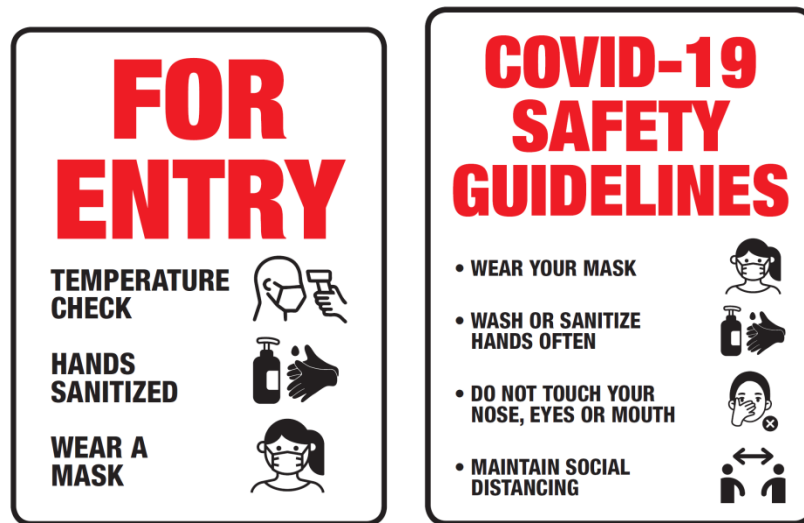 FOR
ENTRY
TEMPERATURE
CHECK
HANDS
SANITIZED
WEAR A
MASK
COVID-19
SAFETY
GUIDELINES
• WEAR YOUR MASK
• WASH OR SANITIZE
HANDS OFTEN
• DO NOT TOUCH YOUR
NOSE, EYES OR MOUTH
• MAINTAIN SOCIAL
DISTANCING